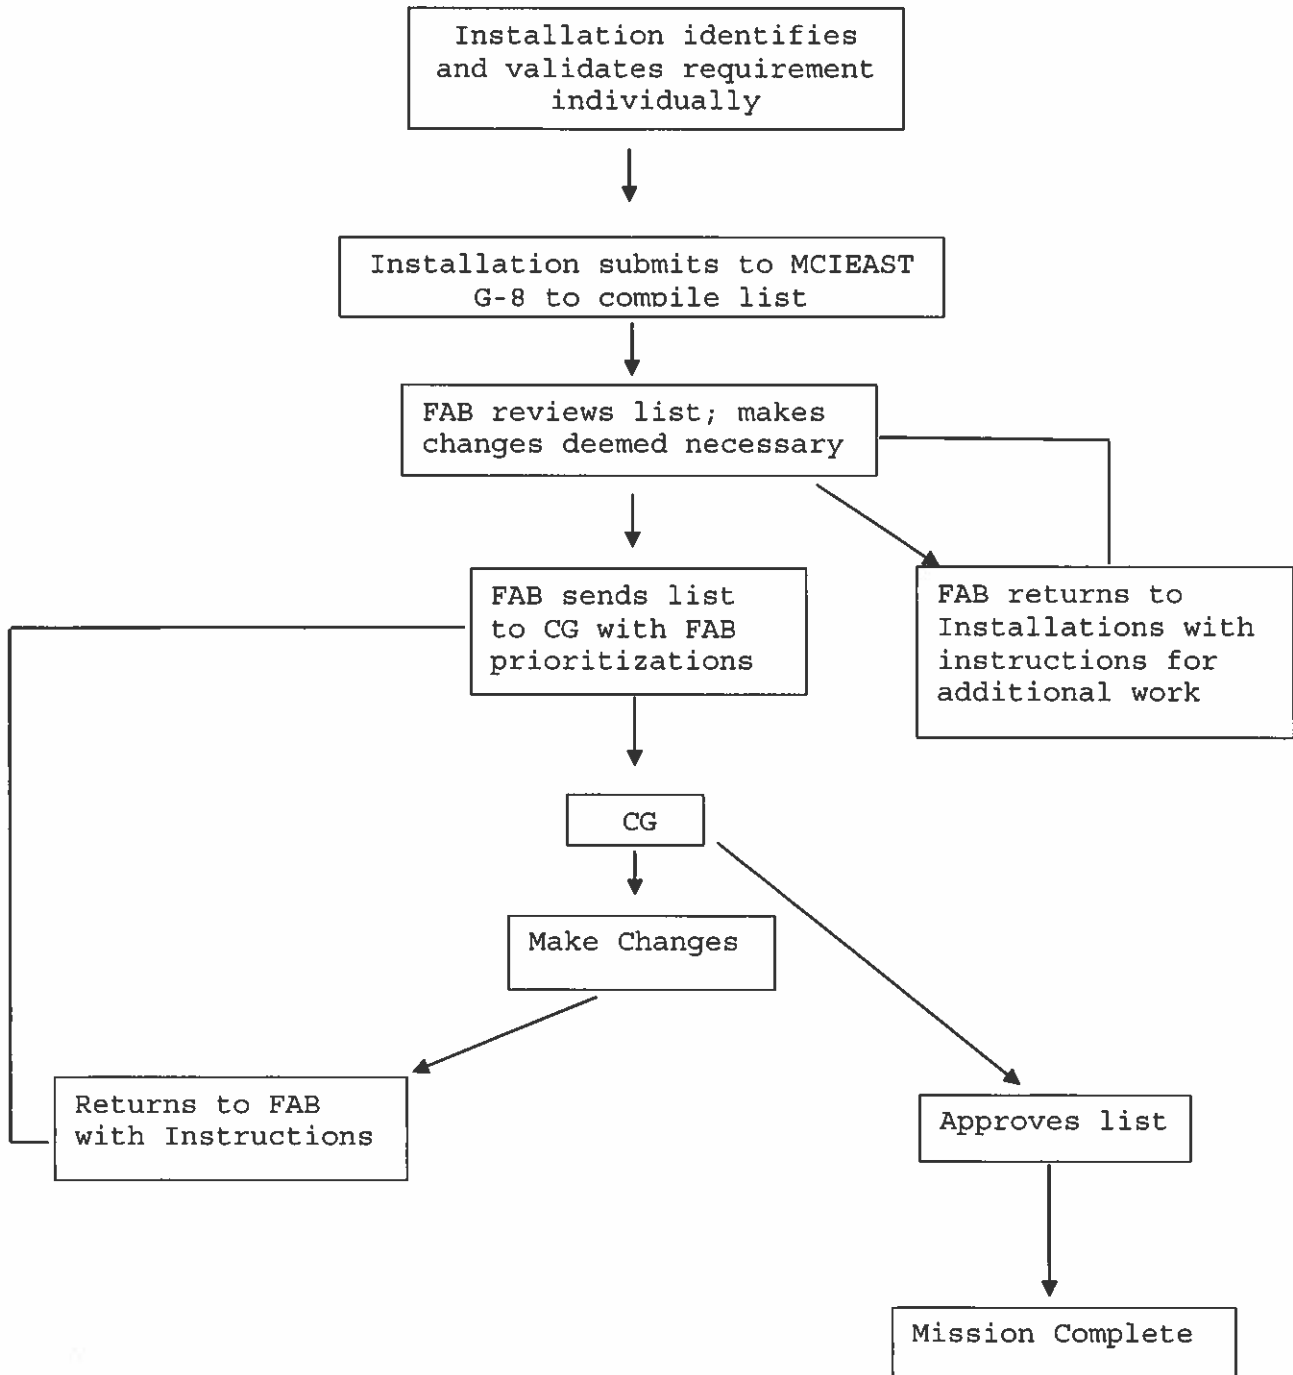 Installation identifies
and validates requirement
individually
Installation submits to MCIEAST
G-8 to compile list
FAB reviews list; makes
changes deemed necessary
FAB sends list
to CG with FAB
prioritizations
FAB returns to
Installations with
instructions for
additional work
CG
Make Changes
Returns to FAB
with Instructions
Approves list
Mission Complete